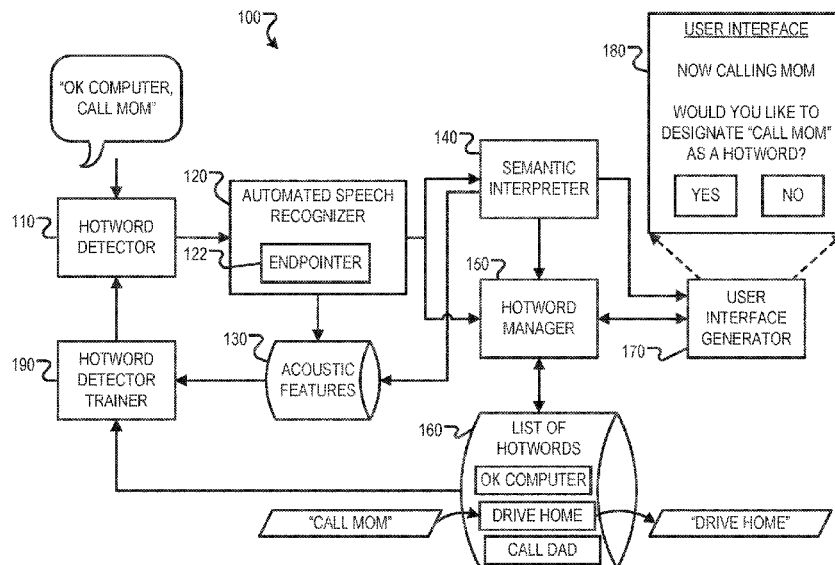 100
"OK COMPUTER,
CALL MOM"
110
HOTWORD
DETECTOR
120
AUTOMATED SPEECH
RECOGNIZER
122
ENDPOINTER
130
ACOUSTIC
FEATURES
140
SEMANTIC
INTERPRETER
150
HOTWORD
MANAGER
180
USER INTERFACE
NOW CALLING MOM
WOULD YOU LIKE TO
DESIGNATE "CALL MOM"
AS A HOTWORD?
YES
NO
USER
INTERFACE
GENERATOR
170
190
HOTWORD
DETECTOR
TRAINER
160
LIST OF
HOTWORDS
OK COMPUTER
"CALL MOM"
DRIVE HOME
"DRIVE HOME"
CALL DAD